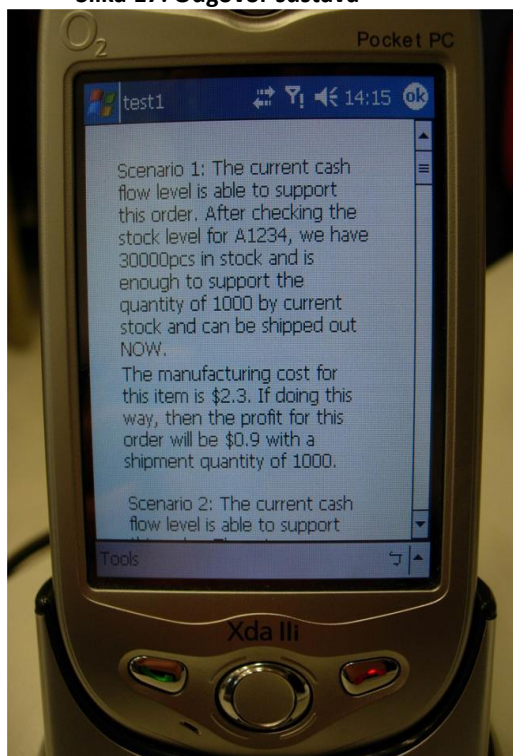 Slika 17: Odgovor sustava
O2
Pocket PC
test1
14:15
ok
Scenario 1: The current cash
flow level is able to support
this order. After checking the
stock level for A1234, we have
30000pcs in stock and is
enough to support the
quantity of 1000 by current
stock and can be shipped out
NOW.
The manufacturing cost for
this item is $2.3. If doing this
way, then the profit for this
order will be $0.9 with a
shipment quantity of 1000.
Scenario 2: The current cash
flow level is able to support
Tools
Xda IIi